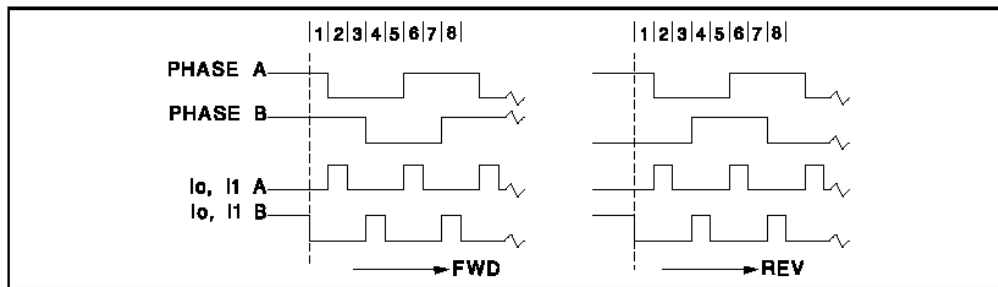 |1|2|3|4|5|6|7|8|
|1|2|3|4|5|6|7|8|
PHASE A
PHASE B
Io, I1 A
Io, I1 B
FWD
REV